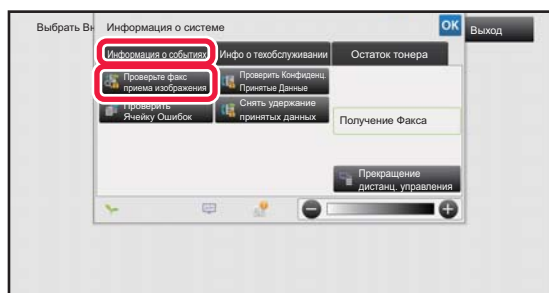 Выбрать Вн
Информация о системе
OK
Выход
Информация о событиях
Инфо о техобслуживании
Остаток тонера
Проверьте факс
приема изображения
Проверить Конфиденц.
Принятые Данные
Проверить
Ячейку Ошибок
Снять удержание
принятых данных
Получение Факса
Прекращение
дистанц. управления